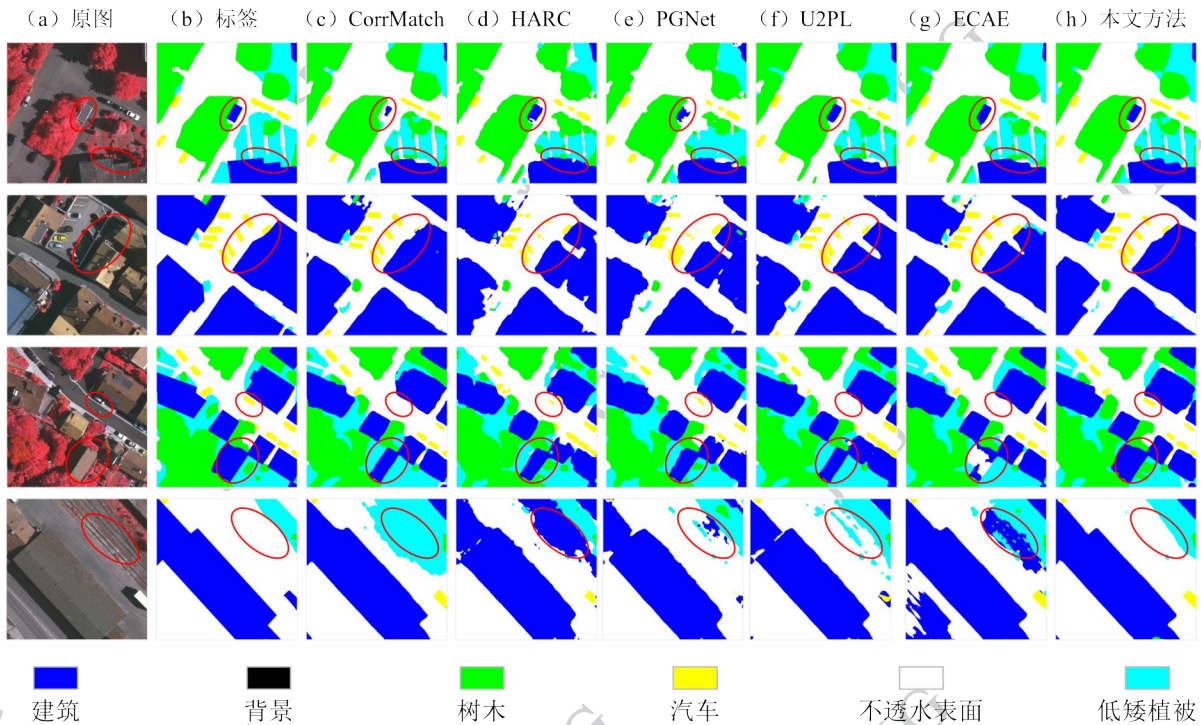 (a)原图 (b)标签 (c)CorrMatch (d)HARC (e)PGNet (f)U2PL (g)ECAE (h)本文方法
建筑 背景 树木 汽车 不透水表面 低矮植被